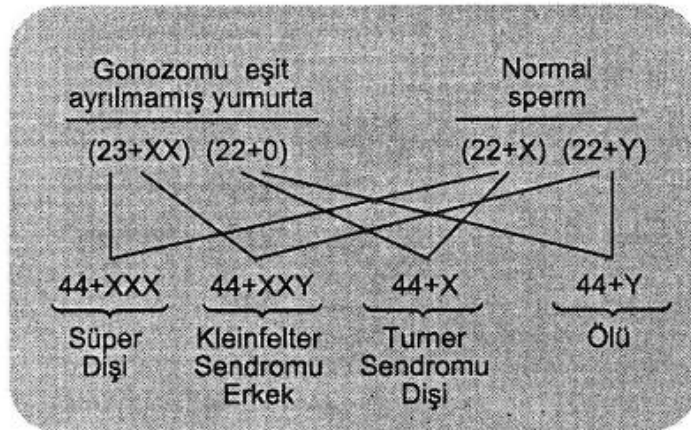 Gonozomu eşit
ayrılmamış yumurta
Normal
sperm
(23+XX) (22+0)
(22+X) (22+Y)
44+XXX
44+XXY
44+X
44+Y
Süper
Dişi
Kleinfelter
Sendromu
Erkek
Turner
Sendromu
Dişi
Ölü